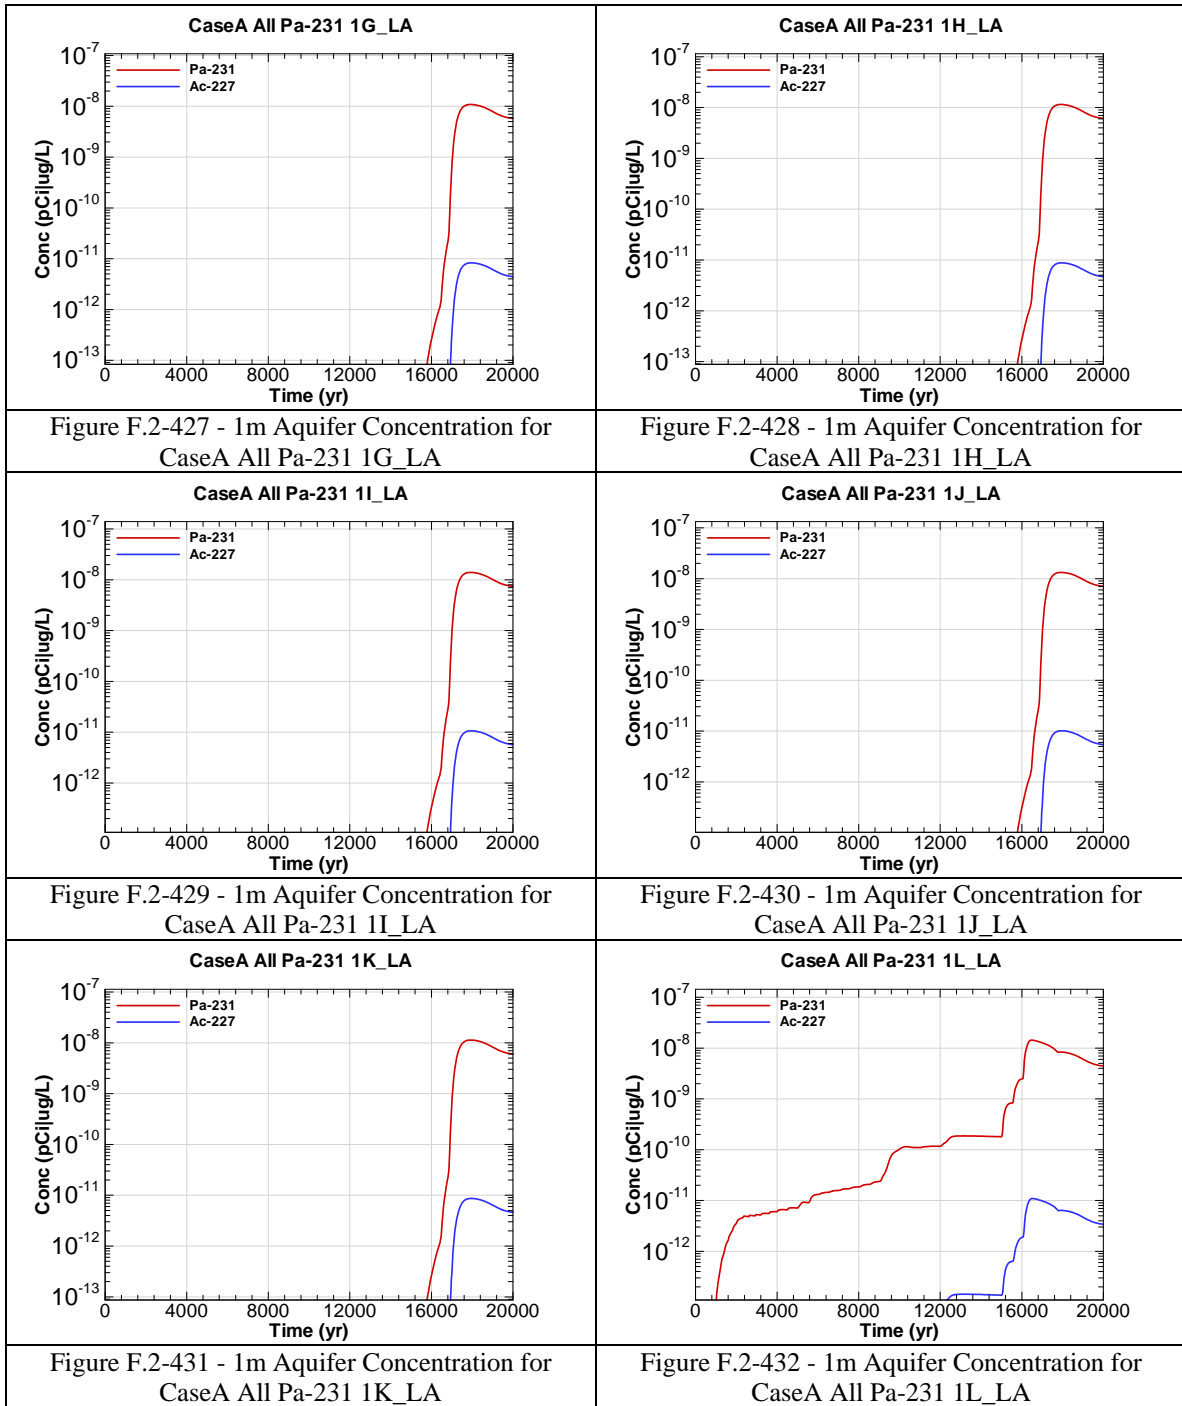 CaseA All Pa-231 1G_LA
Pa-231
Ac-227
Conc (pCi|ug/L)
10-7
10-8
10-9
10-10
10-11
10-12
10-13
0 4000 8000 12000 16000 20000
Time (yr)
Figure F.2-427 - 1m Aquifer Concentration for
CaseA All Pa-231 1G_LA
CaseA All Pa-231 1H_LA
Pa-231
Ac-227
Conc (pCi|ug/L)
10-7
10-8
10-9
10-10
10-11
10-12
10-13
0 4000 8000 12000 16000 20000
Time (yr)
Figure F.2-428 - 1m Aquifer Concentration for
CaseA All Pa-231 1H_LA
CaseA All Pa-231 1I_LA
Pa-231
Ac-227
Conc (pCi|ug/L)
10-7
10-8
10-9
10-10
10-11
10-12
0 4000 8000 12000 16000 20000
Time (yr)
Figure F.2-429 - 1m Aquifer Concentration for
CaseA All Pa-231 1I_LA
CaseA All Pa-231 1J_LA
Pa-231
Ac-227
Conc (pCi|ug/L)
10-7
10-8
10-9
10-10
10-11
10-12
0 4000 8000 12000 16000 20000
Time (yr)
Figure F.2-430 - 1m Aquifer Concentration for
CaseA All Pa-231 1J_LA
CaseA All Pa-231 1K_LA
Pa-231
Ac-227
Conc (pCi|ug/L)
10-7
10-8
10-9
10-10
10-11
10-12
10-13
0 4000 8000 12000 16000 20000
Time (yr)
Figure F.2-431 - 1m Aquifer Concentration for
CaseA All Pa-231 1K_LA
CaseA All Pa-231 1L_LA
Pa-231
Ac-227
Conc (pCi|ug/L)
10-7
10-8
10-9
10-10
10-11
10-12
0 4000 8000 12000 16000 20000
Time (yr)
Figure F.2-432 - 1m Aquifer Concentration for
CaseA All Pa-231 1L_LA